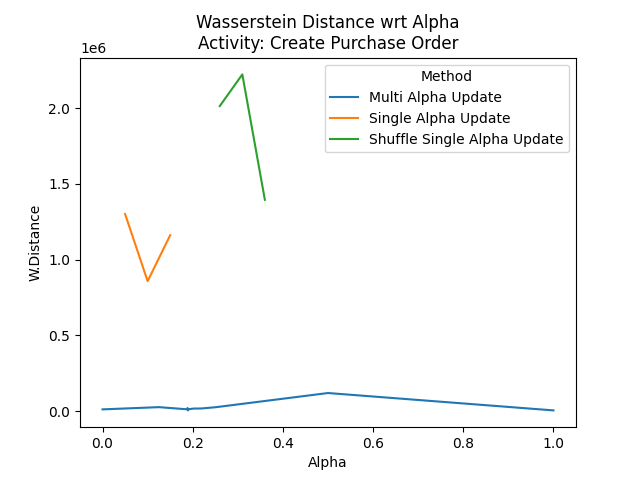 Wasserstein Distance wrt Alpha
Activity: Create Purchase Order
1e6
Method
Multi Alpha Update
Single Alpha Update
Shuffle Single Alpha Update
2.0
1.5
1.0
0.5
0.0
W.Distance
0.0 0.2 0.4 0.6 0.8 1.0
Alpha